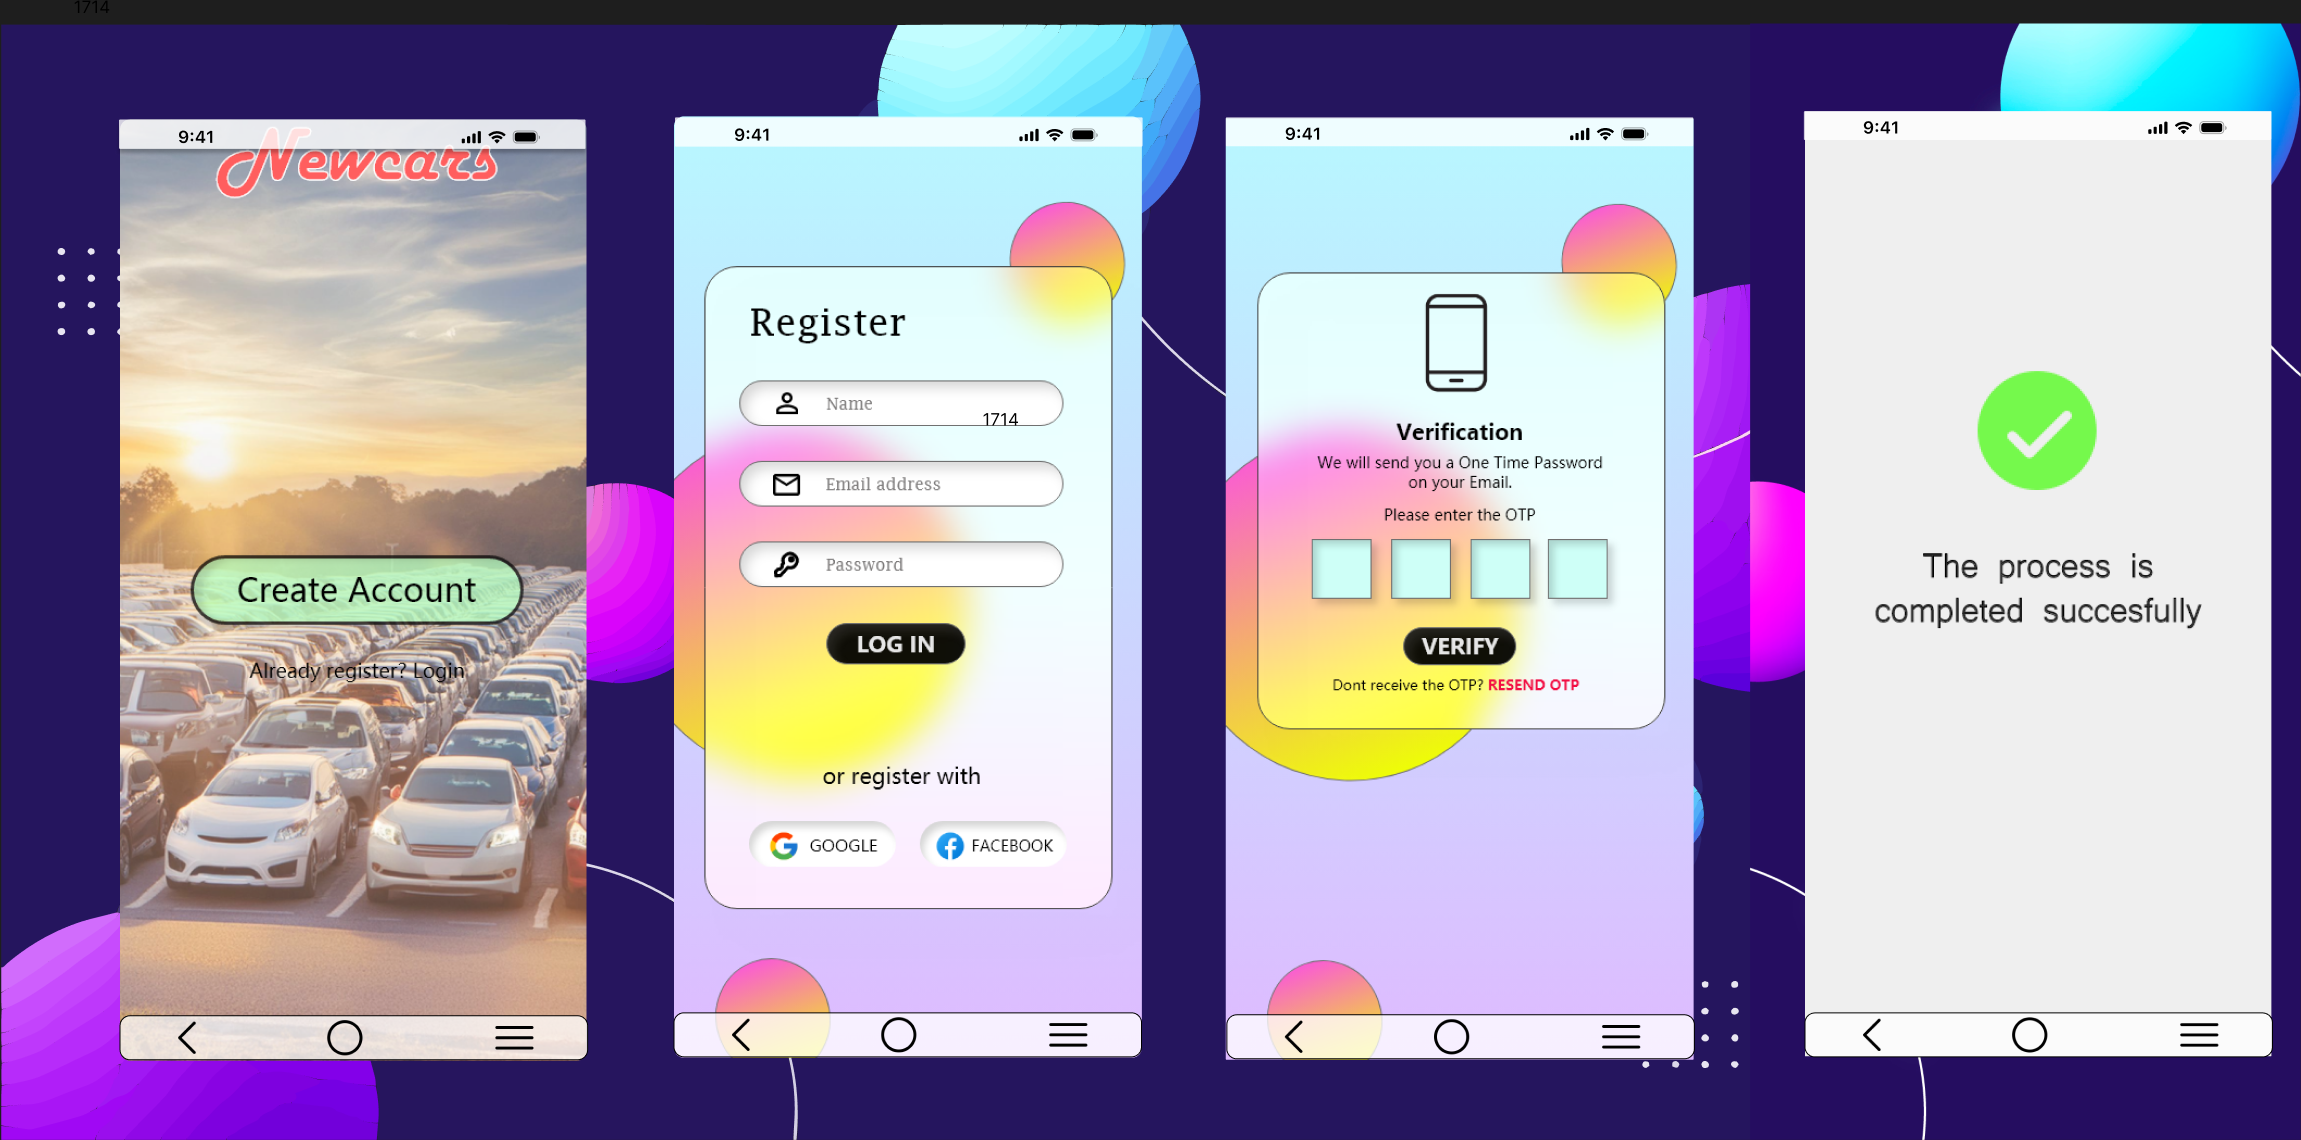 1714
9:41
Newcars
Create Account
Already register? Login
9:41
Register
Name
1714
Email address
Password
LOG IN
or register with
GOOGLE
FACEBOOK
9:41
Verification
We will send you a One Time Password
on your Email.
Please enter the OTP
VERIFY
Dont receive the OTP? RESEND OTP
9:41
The process is
completed succesfully